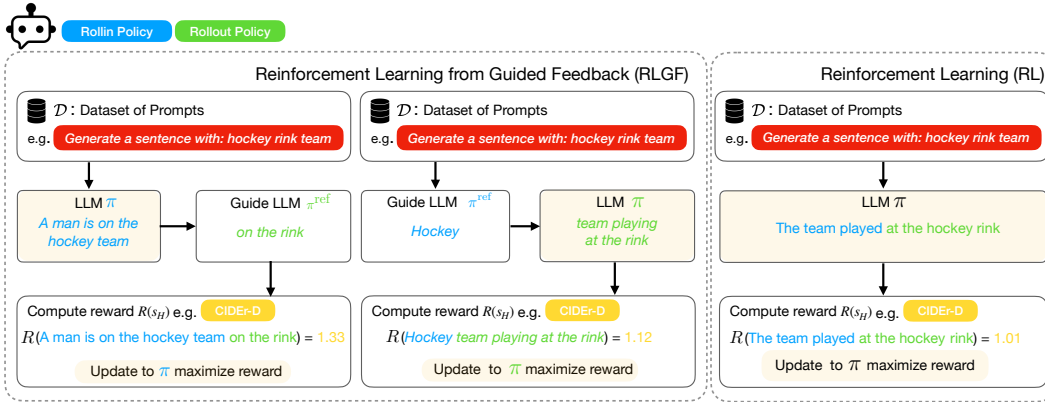 Rollin Policy
Rollout Policy
Reinforcement Learning from Guided Feedback (RLGF)
𝒟 : Dataset of Prompts
e.g. Generate a sentence with: hockey rink team
LLM π
A man is on the
hockey team
Guide LLM π^ref
on the rink
Compute reward R(s_H) e.g. CIDEr-D
R(A man is on the hockey team on the rink) = 1.33
Update to π maximize reward
𝒟 : Dataset of Prompts
e.g. Generate a sentence with: hockey rink team
Guide LLM π^ref
Hockey
LLM π
team playing
at the rink
Compute reward R(s_H) e.g. CIDEr-D
R(Hockey team playing at the rink) = 1.12
Update to π maximize reward
Reinforcement Learning (RL)
𝒟 : Dataset of Prompts
e.g. Generate a sentence with: hockey rink team
LLM π
The team played at the hockey rink
Compute reward R(s_H) e.g. CIDEr-D
R(The team played at the hockey rink) = 1.01
Update to π maximize reward